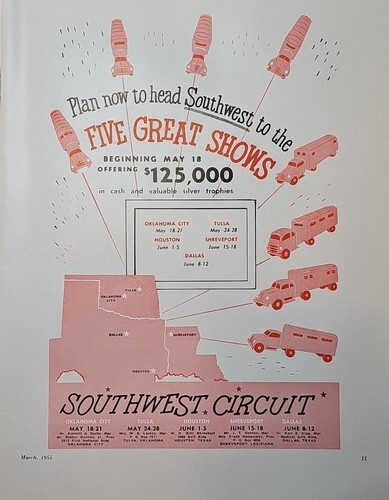 Plan now to head Southwest to the
FIVE GREAT SHOWS
BEGINNING MAY 18
OFFERING $125,000
in cash and valuable silver trophies
OKLAHOMA CITY
May 18-21
TULSA
May 24-28
HOUSTON
June 1-5
SHREVEPORT
June 15-18
DALLAS
June 8-12
TULSA
OKLAHOMA
CITY
DALLAS
SHREVEPORT
HOUSTON
SOUTHWEST CIRCUIT
OKLAHOMA CITY
MAY 18-21
OKLAHOMA CITY
TULSA
MAY 24-28
TULSA, OKLAHOMA
HOUSTON
JUNE 1-5
HOUSTON, TEXAS
SHREVEPORT
JUNE 15-18
SHREVEPORT, LOUISIANA
DALLAS
JUNE 8-12
DALLAS, TEXAS
March, 1955
11